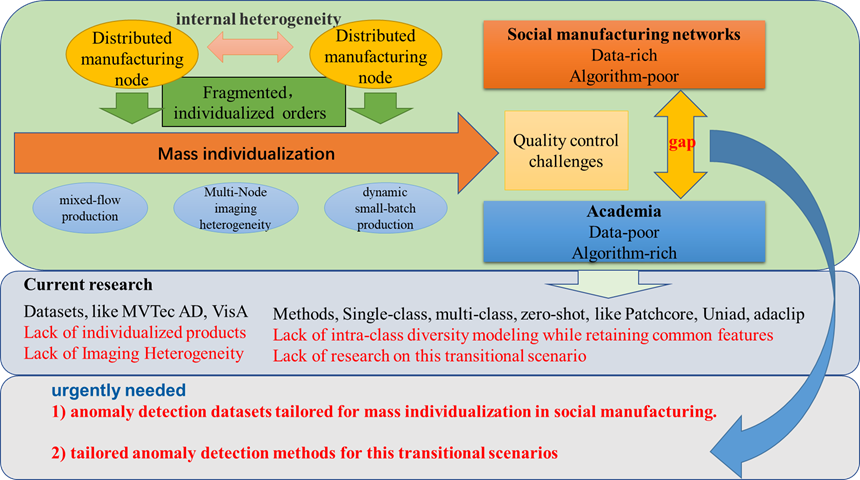 internal heterogeneity
Distributed
manufacturing
node
Distributed
manufacturing
node
Fragmented,
individualized orders
Mass individualization
mixed-flow
production
Multi-Node
imaging
heterogeneity
dynamic
small-batch
production
Quality control
challenges
Social manufacturing networks
Data-rich
Algorithm-poor
gap
Academia
Data-poor
Algorithm-rich
Current research
Datasets, like MVTec AD, VisA
Lack of individualized products
Lack of Imaging Heterogeneity
Methods, Single-class, multi-class, zero-shot, like Patchcore, Uniad, adaclip
Lack of intra-class diversity modeling while retaining common features
Lack of research on this transitional scenario
urgently needed
1) anomaly detection datasets tailored for mass individualization in social manufacturing.
2) tailored anomaly detection methods for this transitional scenarios